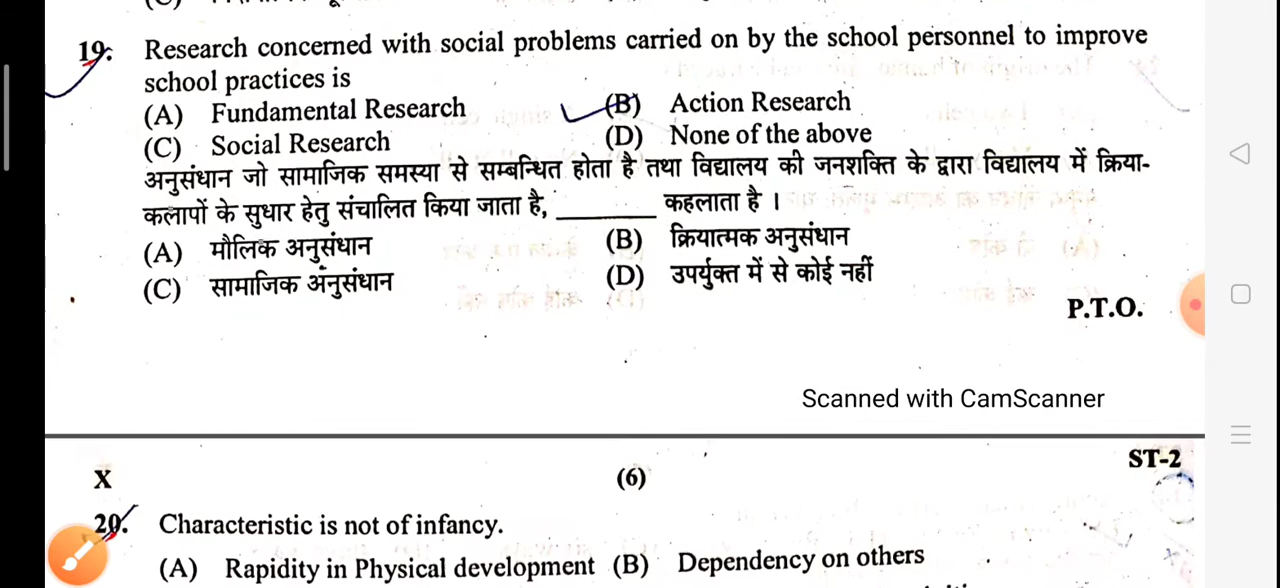 19. Research concerned with social problems carried on by the school personnel to improve
school practices is
(A) Fundamental Research (B) Action Research
(C) Social Research (D) None of the above
अनुसंधान जो सामाजिक समस्या से सम्बन्धित होता है तथा विद्यालय की जनशक्ति के द्वारा विद्यालय में क्रिया-
कलापों के सुधार हेतु संचालित किया जाता है, ________ कहलाता है ।
(A) मौलिक अनुसंधान (B) क्रियात्मक अनुसंधान
(C) सामाजिक अनुसंधान (D) उपर्युक्त में से कोई नहीं
P.T.O.
Scanned with CamScanner
ST-2
X (6)
20. Characteristic is not of infancy.
(A) Rapidity in Physical development (B) Dependency on others